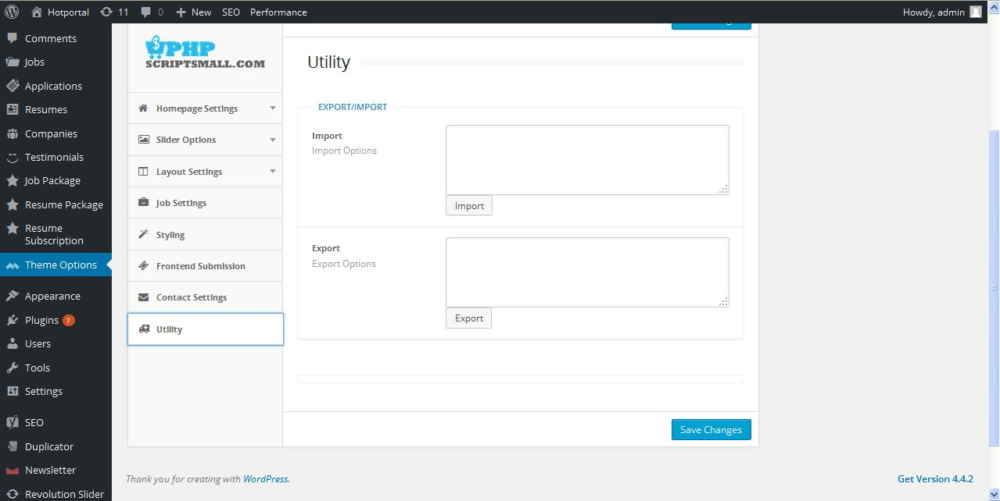 Hotportal 11 0 New SEO Performance Howdy, admin
Comments
Jobs
Applications
Resumes
Companies
Testimonials
Job Package
Resume Package
Resume
Subscription
Theme Options
Appearance
Plugins 7
Users
Tools
Settings
SEO
Duplicator
Newsletter
Revolution Slider
$ PHP
SCRIPTSMALL.COM
Homepage Settings
Slider Options
Layout Settings
Job Settings
Styling
Frontend Submission
Contact Settings
Utility
Utility
EXPORT/IMPORT
Import
Import Options
Import
Export
Export Options
Export
Save Changes
Thank you for creating with WordPress.
Get Version 4.4.2